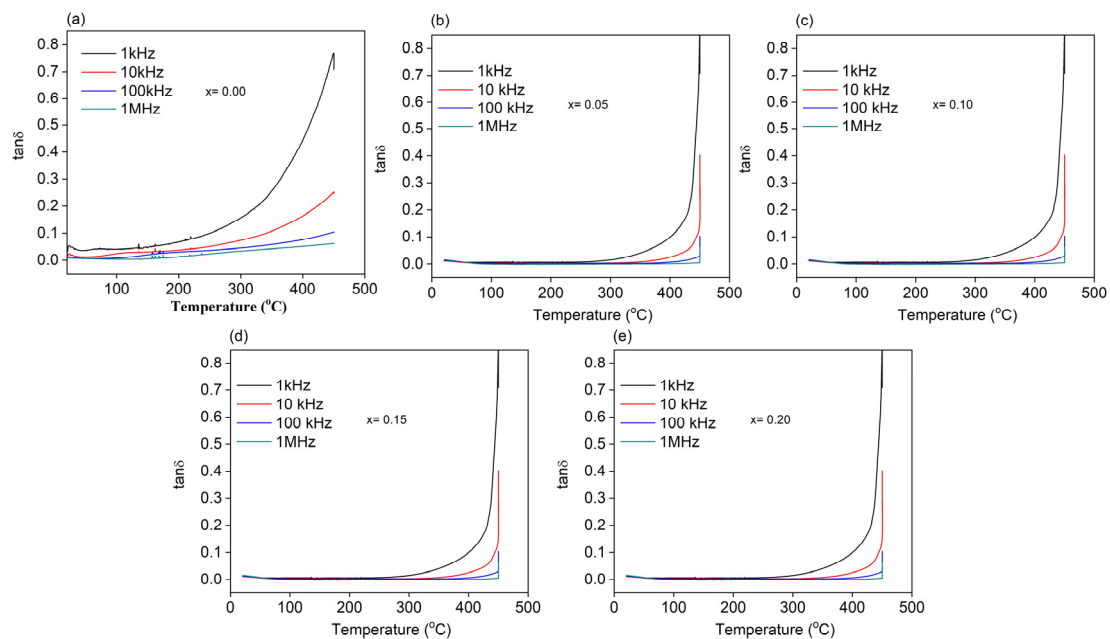 (a)
0.8
0.7
0.6
0.5
0.4
0.3
0.2
0.1
0.0
tanδ
1kHz
10kHz
100kHz
1MHz
x= 0.00
100 200 300 400 500
Temperature (°C)
(b)
0.8
0.7
0.6
0.5
0.4
0.3
0.2
0.1
0.0
tanδ
1kHz
10 kHz
100 kHz
1MHz
x= 0.05
0 100 200 300 400 500
Temperature (°C)
(c)
0.8
0.7
0.6
0.5
0.4
0.3
0.2
0.1
0.0
tanδ
1kHz
10 kHz
100 kHz
1MHz
x= 0.10
0 100 200 300 400 500
Temperature (°C)
(d)
0.8
0.7
0.6
0.5
0.4
0.3
0.2
0.1
0.0
tanδ
1kHz
10 kHz
100 kHz
1MHz
x= 0.15
0 100 200 300 400 500
Temperature (°C)
(e)
0.8
0.7
0.6
0.5
0.4
0.3
0.2
0.1
0.0
tanδ
1kHz
10 kHz
100 kHz
1MHz
x= 0.20
0 100 200 300 400 500
Temperature (°C)